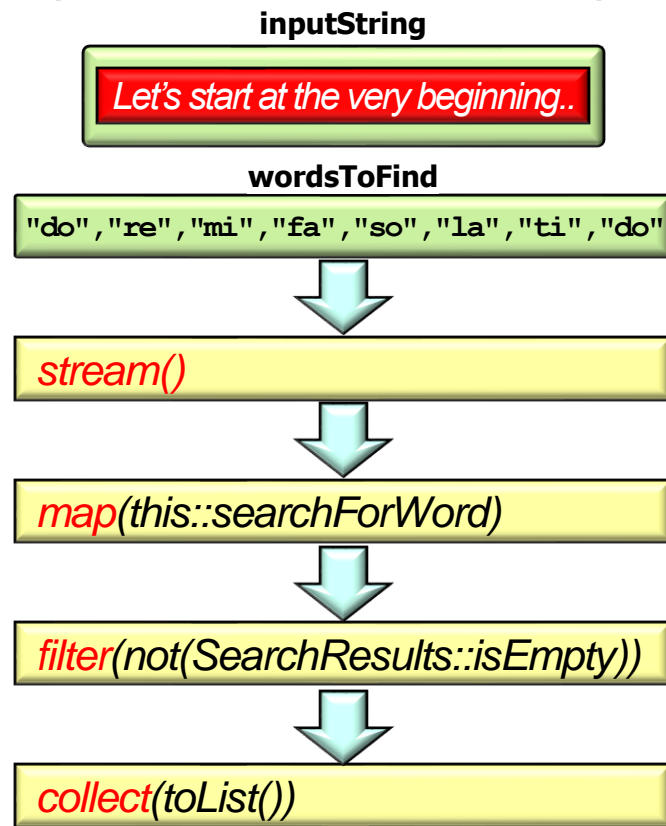 inputString
Let's start at the very beginning..
wordsToFind
"do","re","mi","fa","so","la","ti","do"
stream()
map(this::searchForWord)
filter(not(SearchResults::isEmpty))
collect(toList())